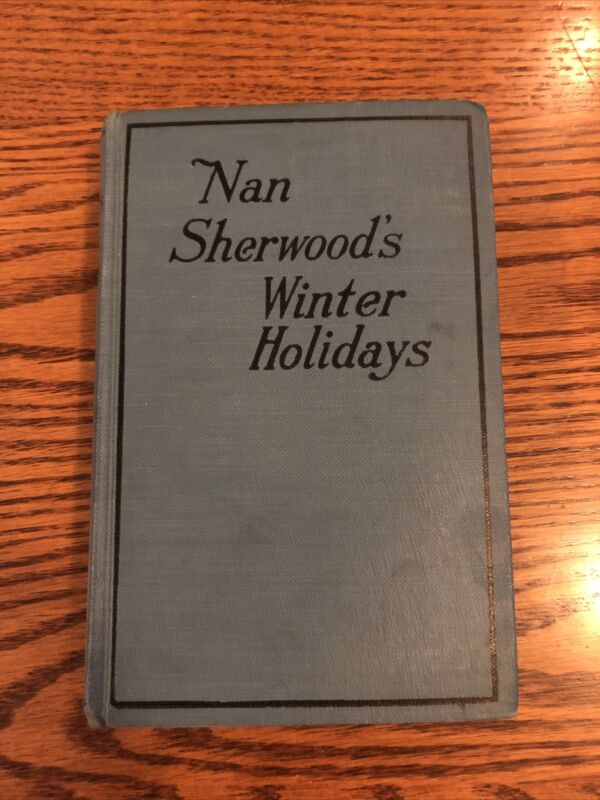 Nan
Sherwood's
Winter
Holidays